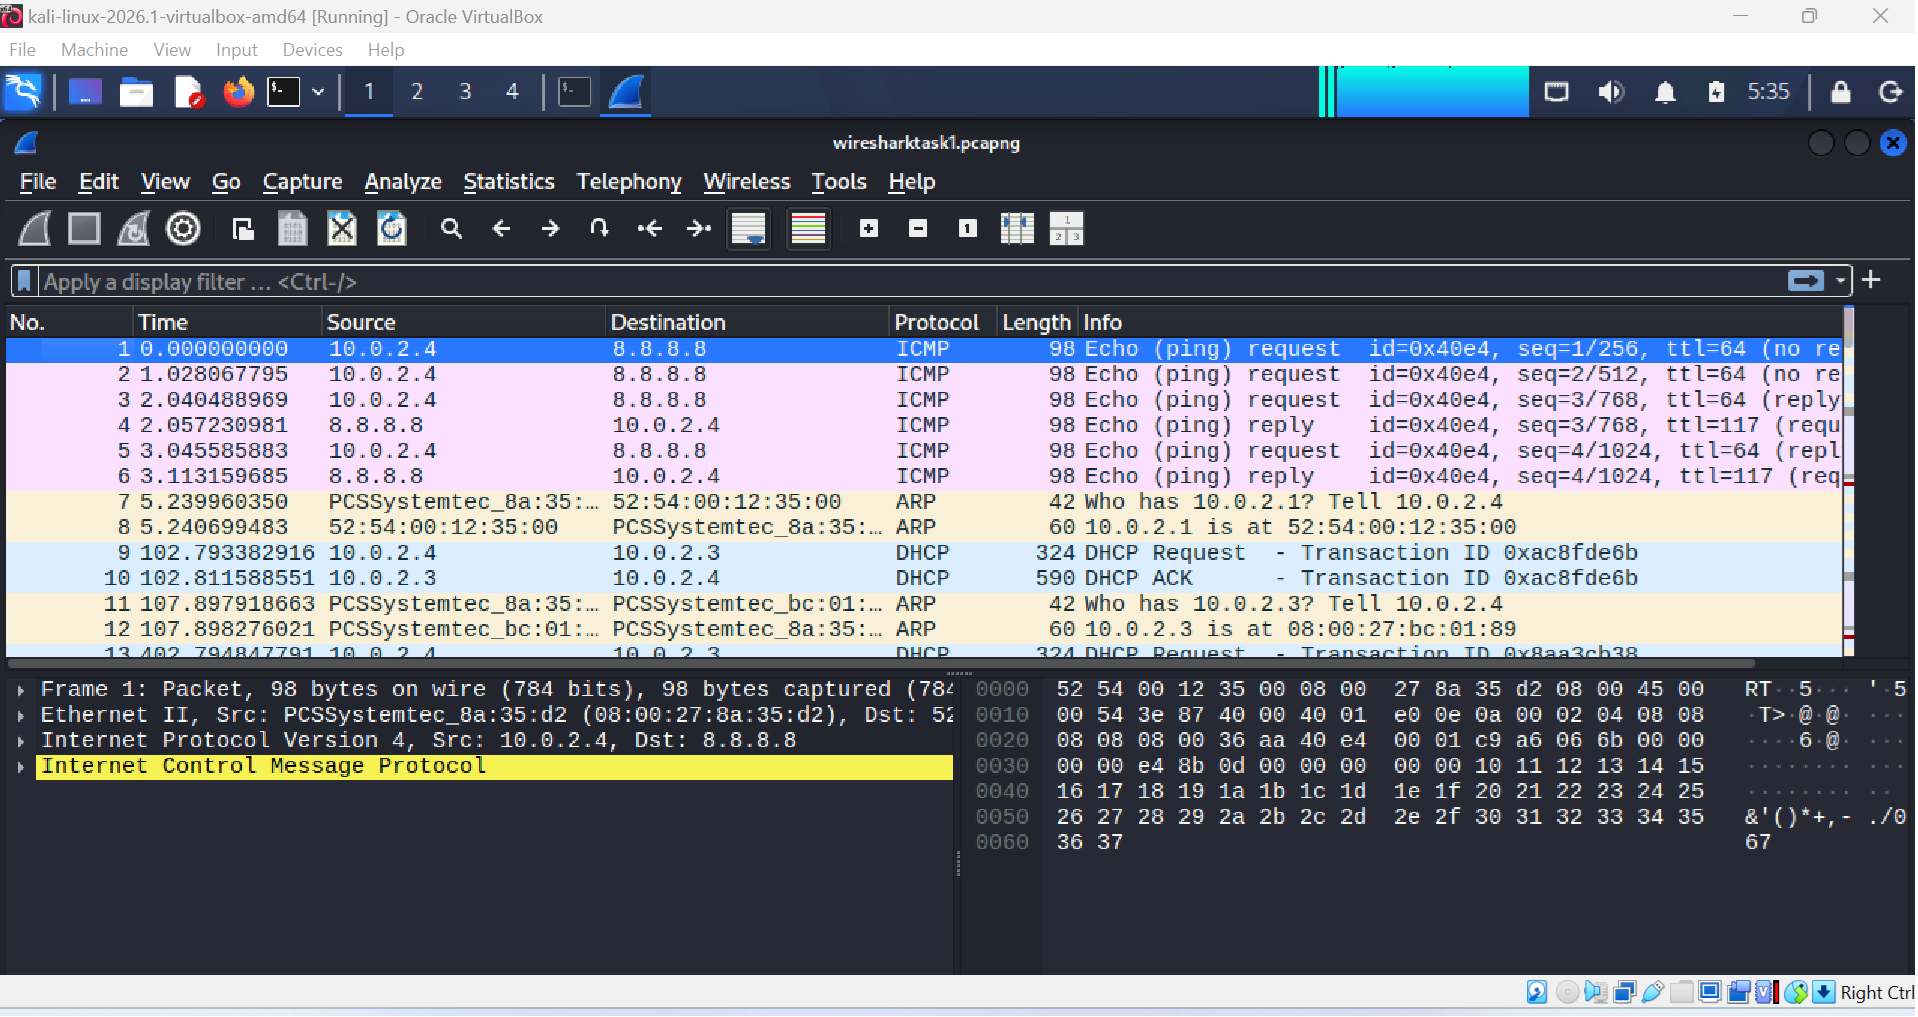 kali-linux-2026.1-virtualbox-amd64 [Running] - Oracle VirtualBox
File Machine View Input Devices Help
1 2 3 4 5:35
wiresharktask1.pcapng
File Edit View Go Capture Analyze Statistics Telephony Wireless Tools Help
Apply a display filter … <Ctrl-/>
No. Time Source Destination Protocol Length Info
1 0.000000000 10.0.2.4 8.8.8.8 ICMP 98 Echo (ping) request id=0x40e4, seq=1/256, ttl=64 (no re
2 1.028067795 10.0.2.4 8.8.8.8 ICMP 98 Echo (ping) request id=0x40e4, seq=2/512, ttl=64 (no re
3 2.040488969 10.0.2.4 8.8.8.8 ICMP 98 Echo (ping) request id=0x40e4, seq=3/768, ttl=64 (reply
4 2.057230981 8.8.8.8 10.0.2.4 ICMP 98 Echo (ping) reply id=0x40e4, seq=3/768, ttl=117 (requ
5 3.045585883 10.0.2.4 8.8.8.8 ICMP 98 Echo (ping) request id=0x40e4, seq=4/1024, ttl=64 (repl
6 3.113159685 8.8.8.8 10.0.2.4 ICMP 98 Echo (ping) reply id=0x40e4, seq=4/1024, ttl=117 (req
7 5.239960350 PCSSystemtec_8a:35:… 52:54:00:12:35:00 ARP 42 Who has 10.0.2.1? Tell 10.0.2.4
8 5.240699483 52:54:00:12:35:00 PCSSystemtec_8a:35:… ARP 60 10.0.2.1 is at 52:54:00:12:35:00
9 102.793382916 10.0.2.4 10.0.2.3 DHCP 324 DHCP Request - Transaction ID 0xac8fde6b
10 102.811588551 10.0.2.3 10.0.2.4 DHCP 590 DHCP ACK - Transaction ID 0xac8fde6b
11 107.897918663 PCSSystemtec_8a:35:… PCSSystemtec_bc:01:… ARP 42 Who has 10.0.2.3? Tell 10.0.2.4
12 107.898276021 PCSSystemtec_bc:01:… PCSSystemtec_8a:35:… ARP 60 10.0.2.3 is at 08:00:27:bc:01:89
13 402.794847791 10.0.2.4 10.0.2.3 DHCP 324 DHCP Request - Transaction ID 0x8aa3cb38
Frame 1: Packet, 98 bytes on wire (784 bits), 98 bytes captured (784
Ethernet II, Src: PCSSystemtec_8a:35:d2 (08:00:27:8a:35:d2), Dst: 52
Internet Protocol Version 4, Src: 10.0.2.4, Dst: 8.8.8.8
Internet Control Message Protocol
0000 52 54 00 12 35 00 08 00 27 8a 35 d2 08 00 45 00 RT··5··· '·5
0010 00 54 3e 87 40 00 40 01 e0 0e 0a 00 02 04 08 08 ·T>·@·@· ···
0020 08 08 08 00 36 aa 40 e4 00 01 c9 a6 06 6b 00 00 ····6·@· ···
0030 00 00 e4 8b 0d 00 00 00 00 00 10 11 12 13 14 15 ········ ···
0040 16 17 18 19 1a 1b 1c 1d 1e 1f 20 21 22 23 24 25 ········ ··
0050 26 27 28 29 2a 2b 2c 2d 2e 2f 30 31 32 33 34 35 &'()*+,- ./0
0060 36 37 67
Right Ctrl